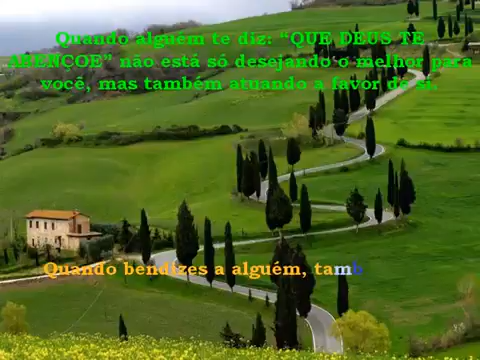 Quando alguém te diz: “QUE DEUS TE
ABENÇOE” não está só desejando o melhor para
você, mas também atuando a favor de si.
Quando bendizes a alguém, tamb